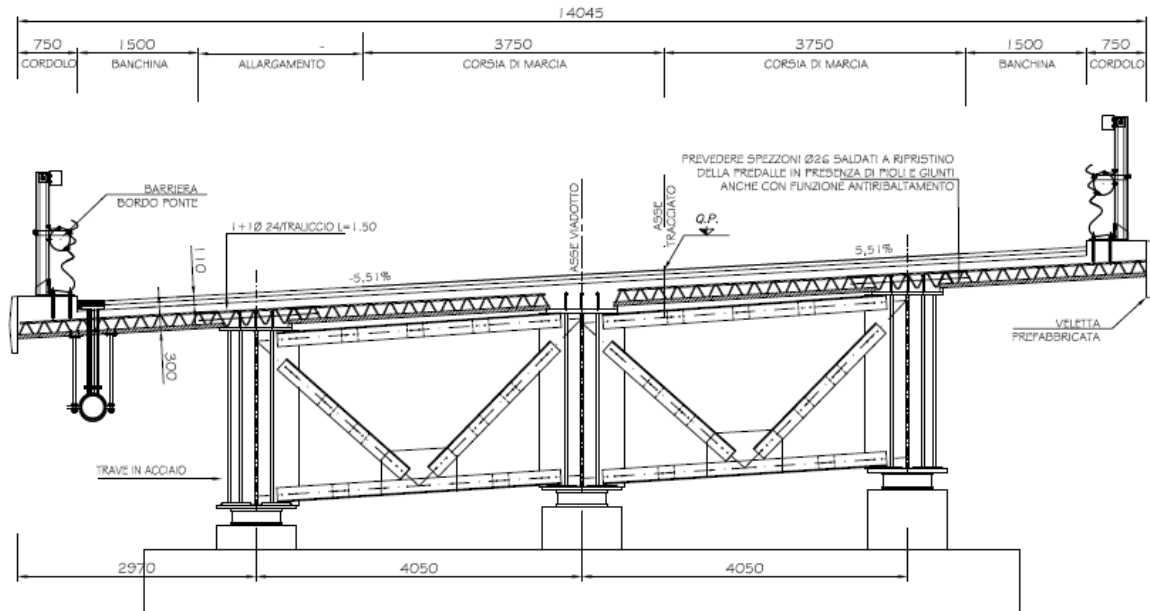 14045
750 1500 - 3750 3750 1500 750
CORDOLO BANCHINA ALLARGAMENTO CORSIA DI MARCIA CORSIA DI MARCIA BANCHINA CORDOLO
BARRIERA
BORDO PONTE
1+1Ø 24/TRALICCIO L=1.50
110
-5,51%
300
ASSE VIADOTTO
ASSE
TRACCIATO
Q.P.
PREVEDERE SPEZZONI Ø26 SALDATI A RIPRISTINO
DELLA PREDALLE IN PRESENZA DI PIOLI E GIUNTI
ANCHE CON FUNZIONE ANTIRIBALTAMENTO
5,51%
VELETTA
PREFABBRICATA
TRAVE IN ACCIAIO
2970 4050 4050